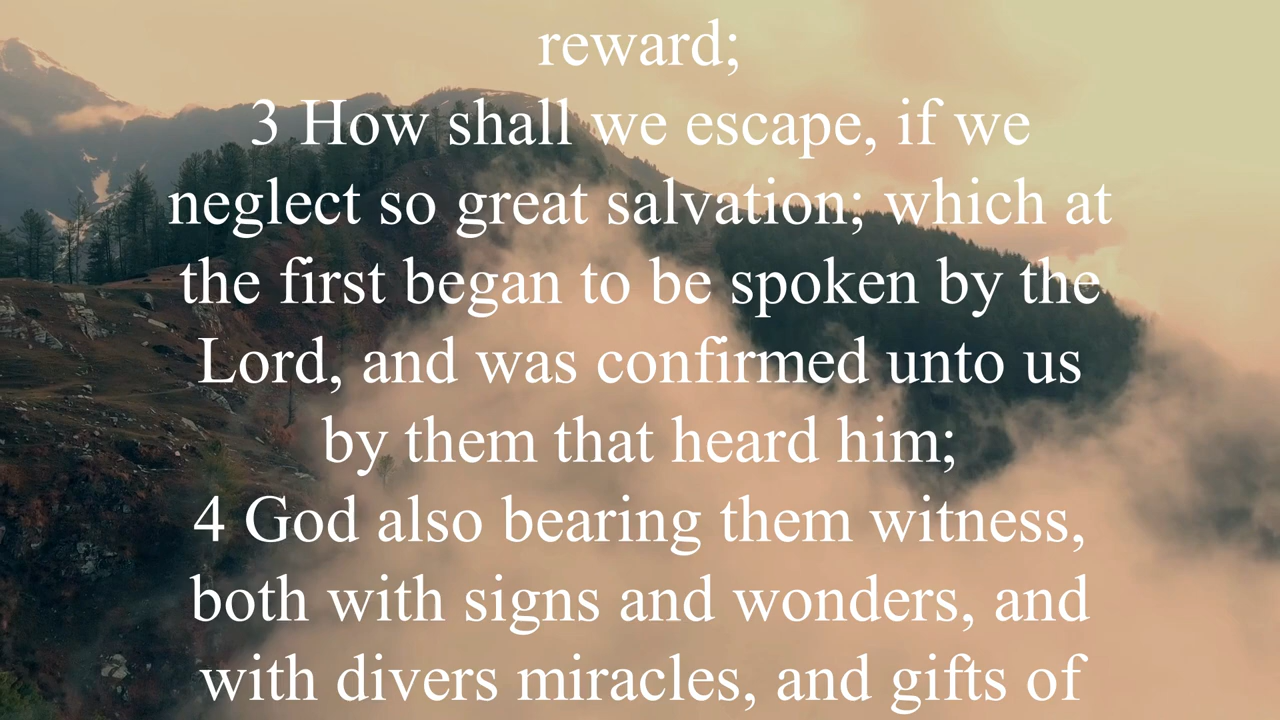 reward;
3 How shall we escape, if we
neglect so great salvation; which at
the first began to be spoken by the
Lord, and was confirmed unto us
by them that heard him;
4 God also bearing them witness,
both with signs and wonders, and
with divers miracles, and gifts of